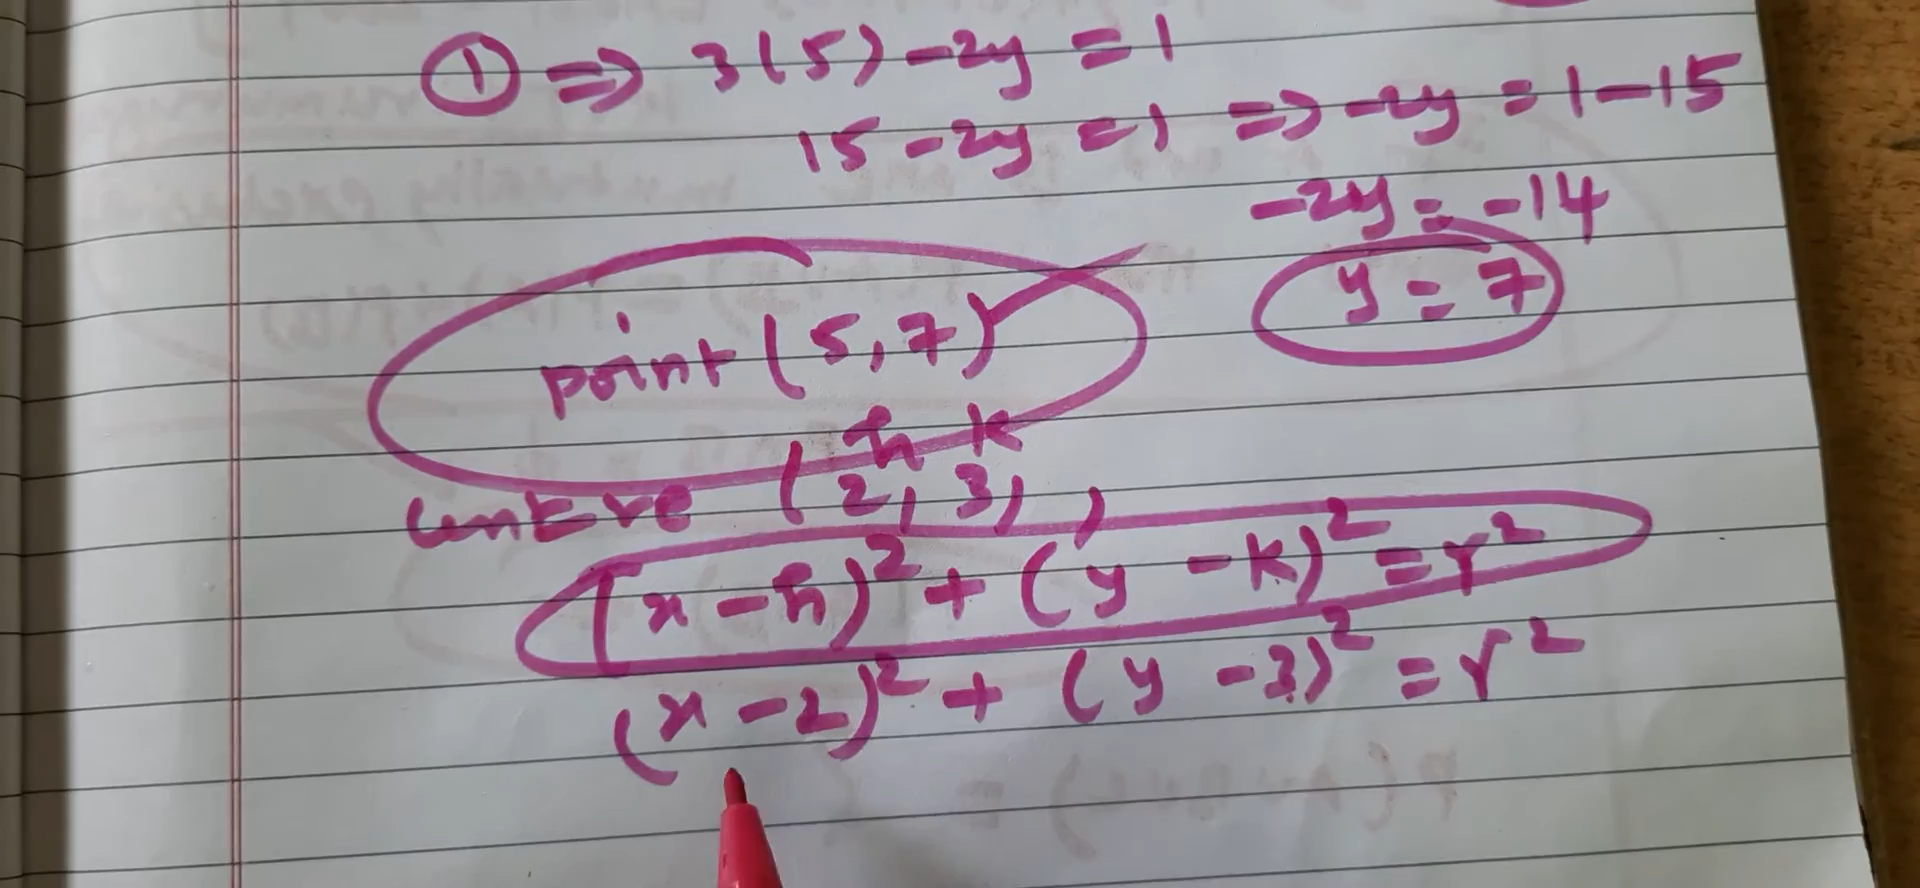 ① ⇒ 3(5) - 2y = 1
15 - 2y = 1 ⇒ -2y = 1 - 15
-2y = -14
y = 7
point (5, 7)
h k
centre (2, 3),
(x - h)² + (y - k)² = r²
(x - 2)² + (y - 3)² = r²